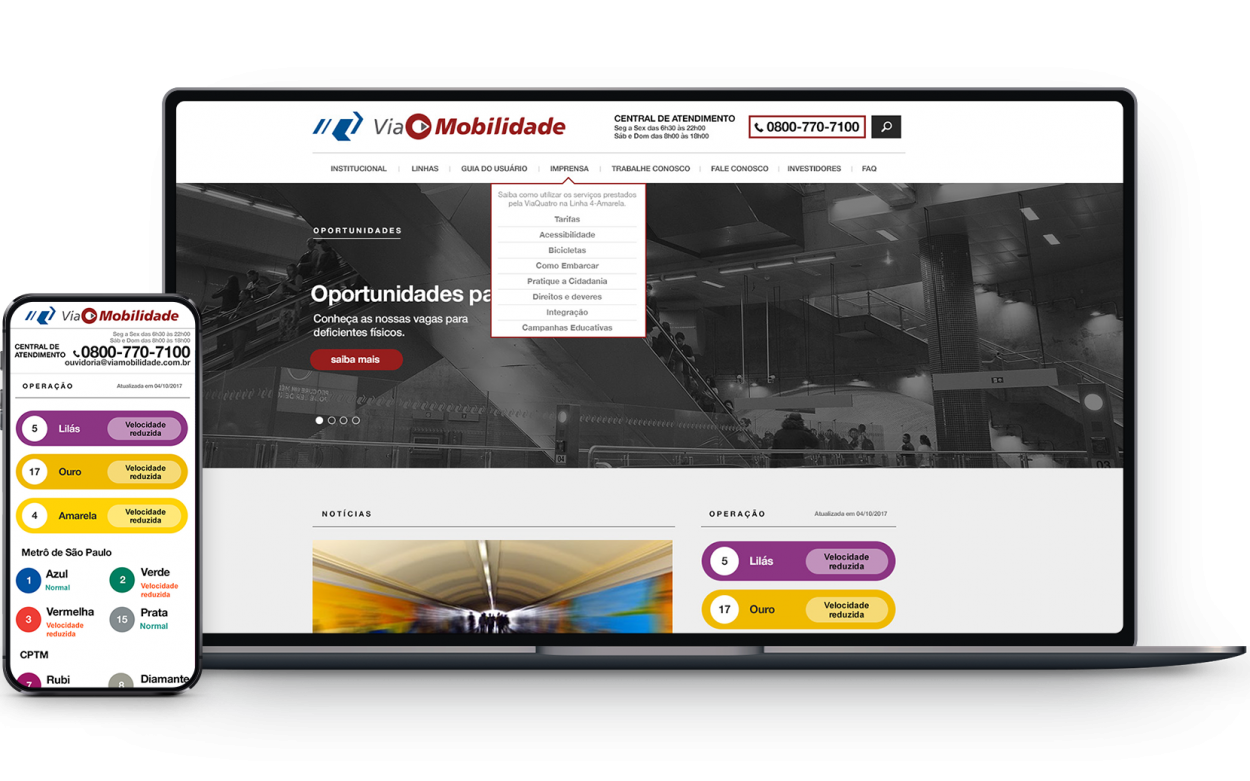 Via Mobilidade
CENTRAL DE ATENDIMENTO
Seg a Sex das 6h30 às 22h00
Sáb e Dom das 8h00 às 18h00
0800-770-7100
INSTITUCIONAL
LINHAS
GUIA DO USUÁRIO
IMPRENSA
TRABALHE CONOSCO
FALE CONOSCO
INVESTIDORES
FAQ
Saiba como utilizar os serviços prestados
pela ViaQuatro na Linha 4-Amarela.
Tarifas
Acessibilidade
Bicicletas
Como Embarcar
Pratique a Cidadania
Direitos e deveres
Integração
Campanhas Educativas
OPORTUNIDADES
Oportunidades pa
Conheça as nossas vagas para
deficientes físicos.
saiba mais
04
03
NOTÍCIAS
OPERAÇÃO
Atualizada em 04/10/2017
5 Lilás
Velocidade
reduzida
17 Ouro
Velocidade
reduzida
Via Mobilidade
Seg a Sex das 6h30 às 22h00
Sáb e Dom das 8h00 às 18h00
CENTRAL DE
ATENDIMENTO
0800-770-7100
ouvidoria@viamobilidade.com.br
OPERAÇÃO
Atualizada em 04/10/2017
5 Lilás
Velocidade
reduzida
17 Ouro
Velocidade
reduzida
4 Amarela
Velocidade
reduzida
Metrô de São Paulo
1 Azul
Normal
2 Verde
Velocidade
reduzida
3 Vermelha
Velocidade
reduzida
15 Prata
Normal
CPTM
7 Rubi
8 Diamante